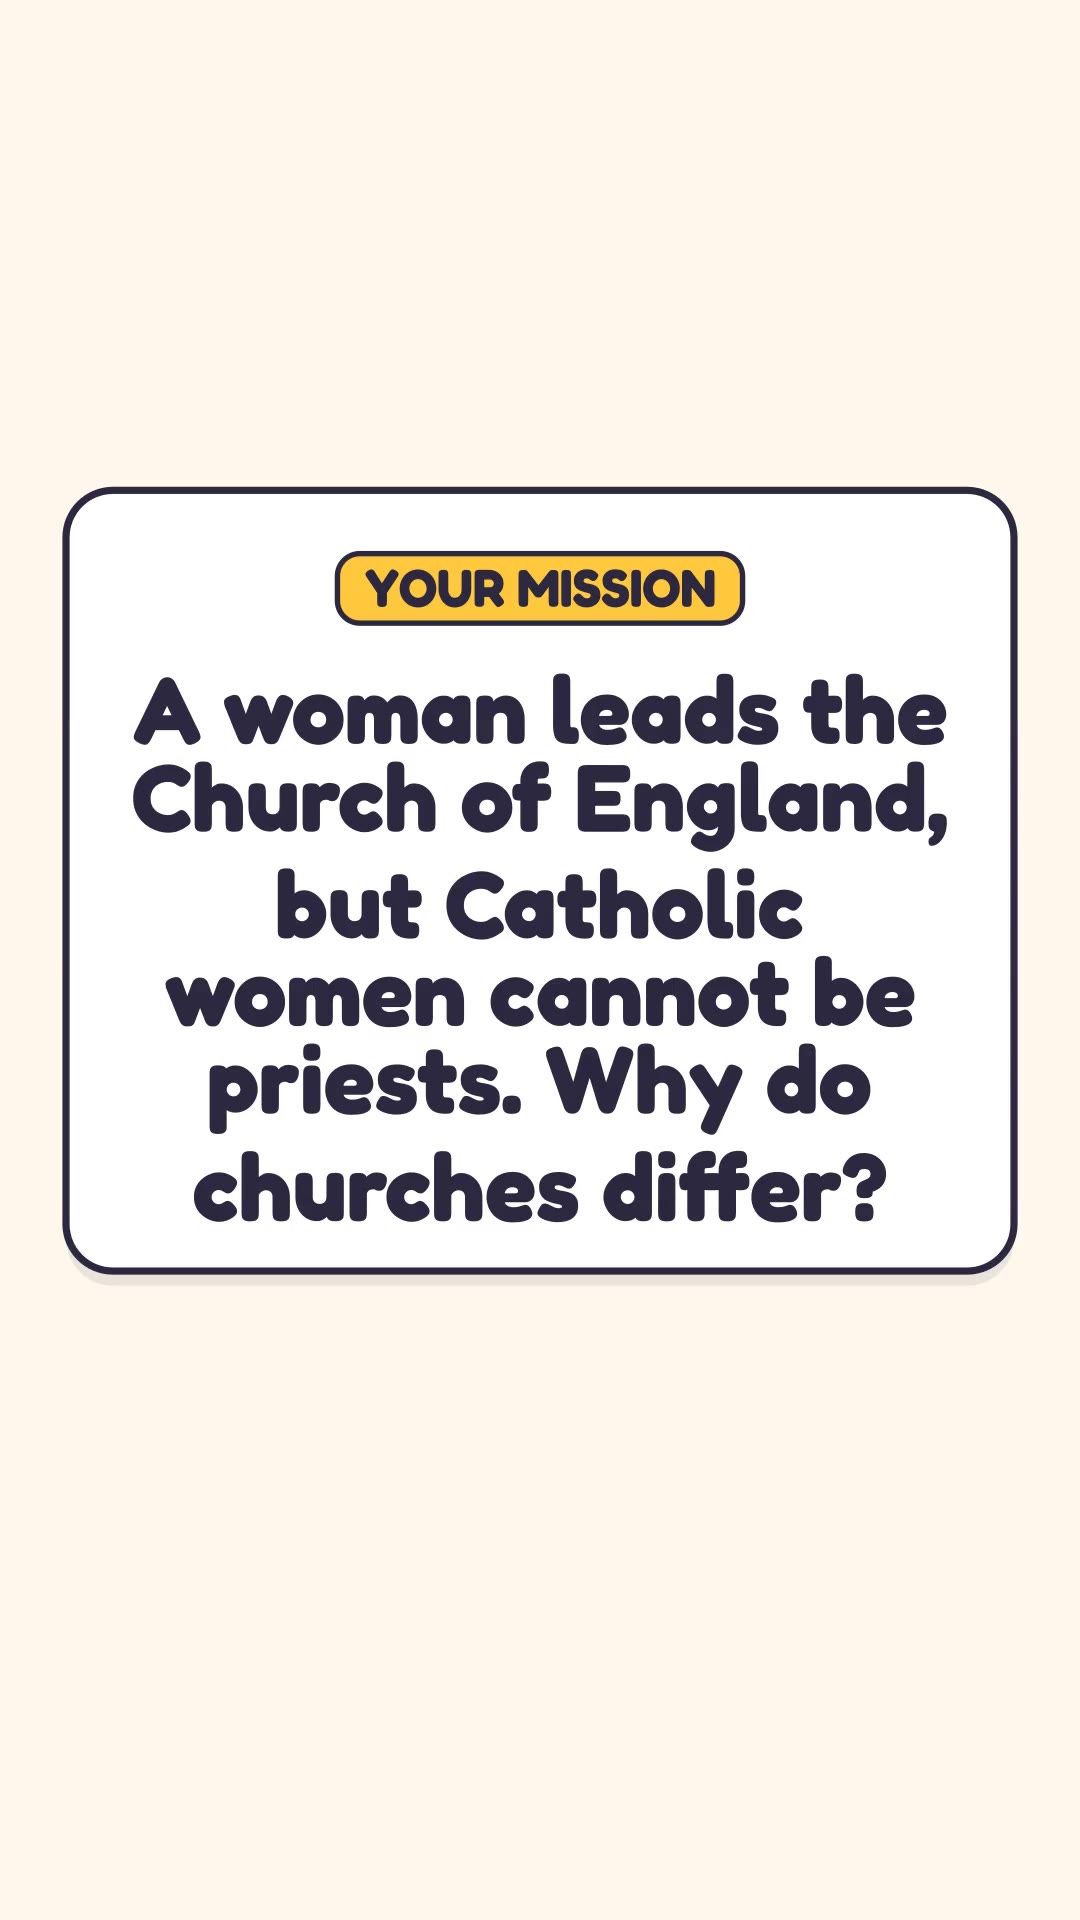 YOUR MISSION
A woman leads the
Church of England,
but Catholic
women cannot be
priests. Why do
churches differ?